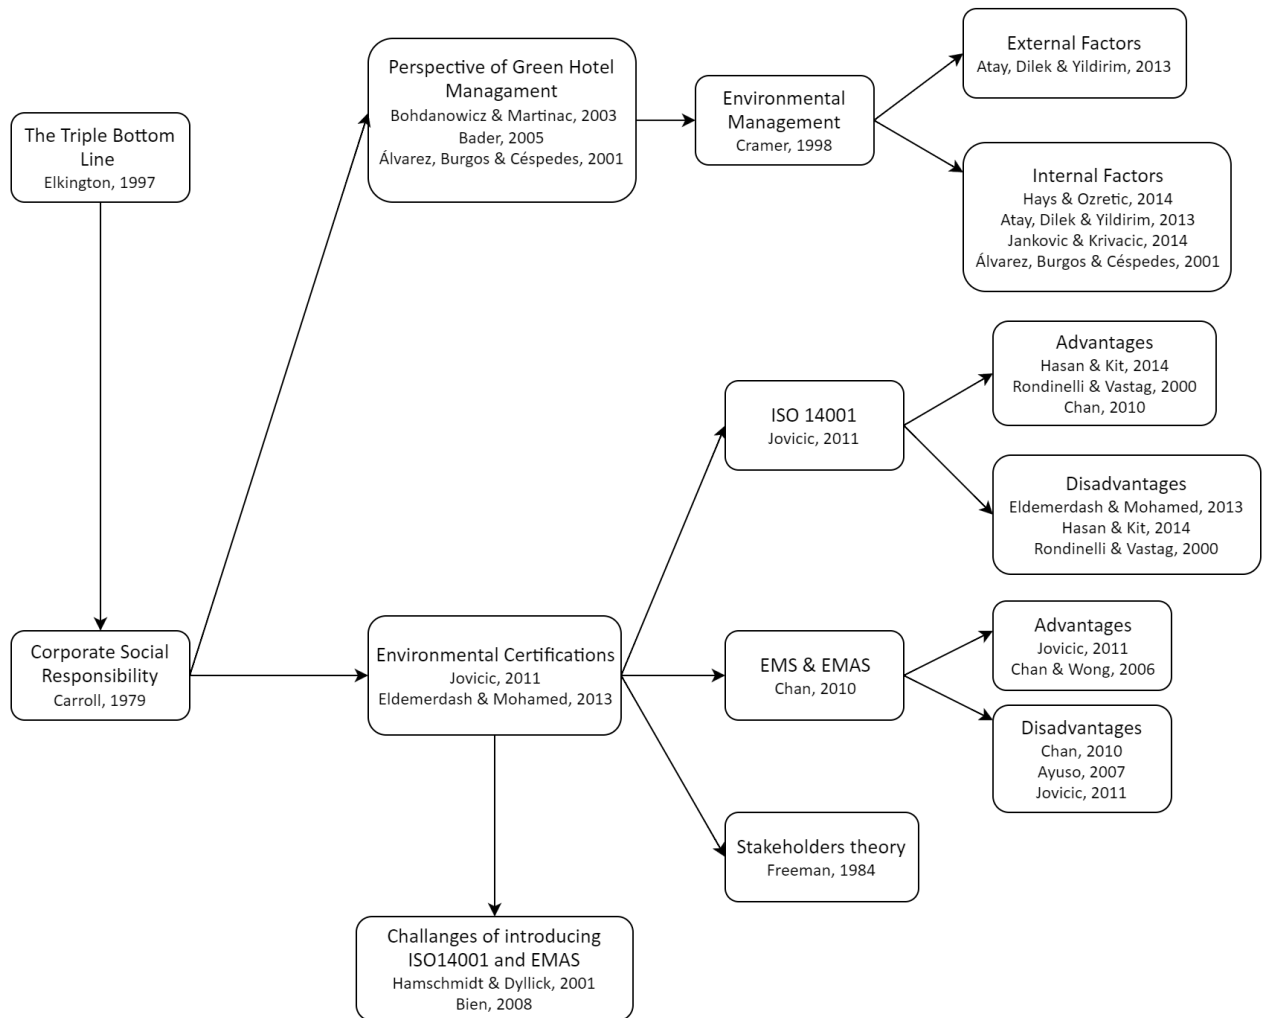 The Triple Bottom
Line
Elkington, 1997
Perspective of Green Hotel
Managament
Bohdanowicz & Martinac, 2003
Bader, 2005
Álvarez, Burgos & Céspedes, 2001
Environmental
Management
Cramer, 1998
External Factors
Atay, Dilek & Yildirim, 2013
Internal Factors
Hays & Ozretic, 2014
Atay, Dilek & Yildirim, 2013
Jankovic & Krivacic, 2014
Álvarez, Burgos & Céspedes, 2001
Corporate Social
Responsibility
Carroll, 1979
Environmental Certifications
Jovicic, 2011
Eldemerdash & Mohamed, 2013
ISO 14001
Jovicic, 2011
Advantages
Hasan & Kit, 2014
Rondinelli & Vastag, 2000
Chan, 2010
Disadvantages
Eldemerdash & Mohamed, 2013
Hasan & Kit, 2014
Rondinelli & Vastag, 2000
EMS & EMAS
Chan, 2010
Advantages
Jovicic, 2011
Chan & Wong, 2006
Disadvantages
Chan, 2010
Ayuso, 2007
Jovicic, 2011
Stakeholders theory
Freeman, 1984
Challanges of introducing
ISO14001 and EMAS
Hamschmidt & Dyllick, 2001
Bien, 2008